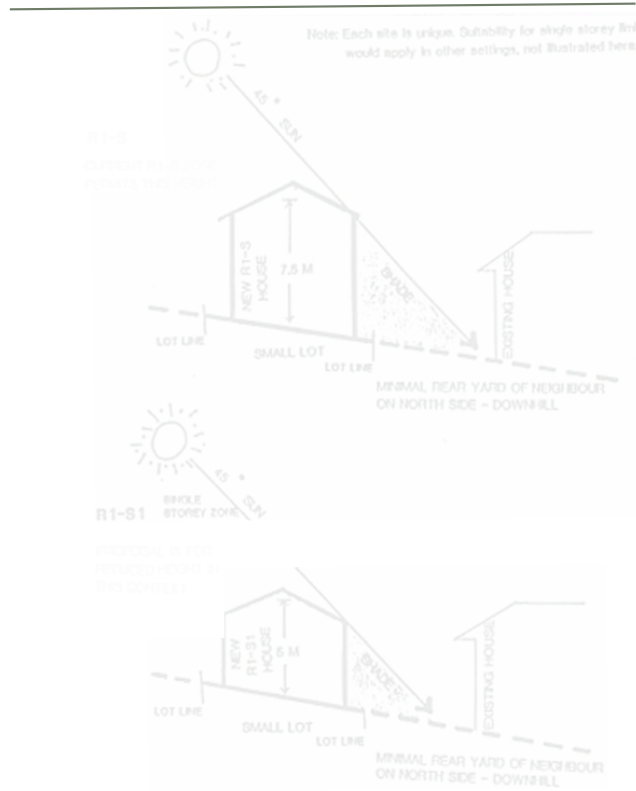 Note: Each site is unique. Suitability for single storey
would apply in other settings, not illustrated here
45° SUN
R1-S
NEW R1-S
HOUSE
7.5 M
SHADE
EXISTING HOUSE
LOT LINE
SMALL LOT
LOT LINE
MINIMAL REAR YARD OF NEIGHBOUR
ON NORTH SIDE - DOWNHILL
45° SUN
R1-S1
SINGLE
STOREY ZONE
REDUCED HEIGHT
NEW
R1-S1
HOUSE
5 M
SHADE
EXISTING HOUSE
LOT LINE
SMALL LOT
LOT LINE
MINIMAL REAR YARD OF NEIGHBOUR
ON NORTH SIDE - DOWNHILL